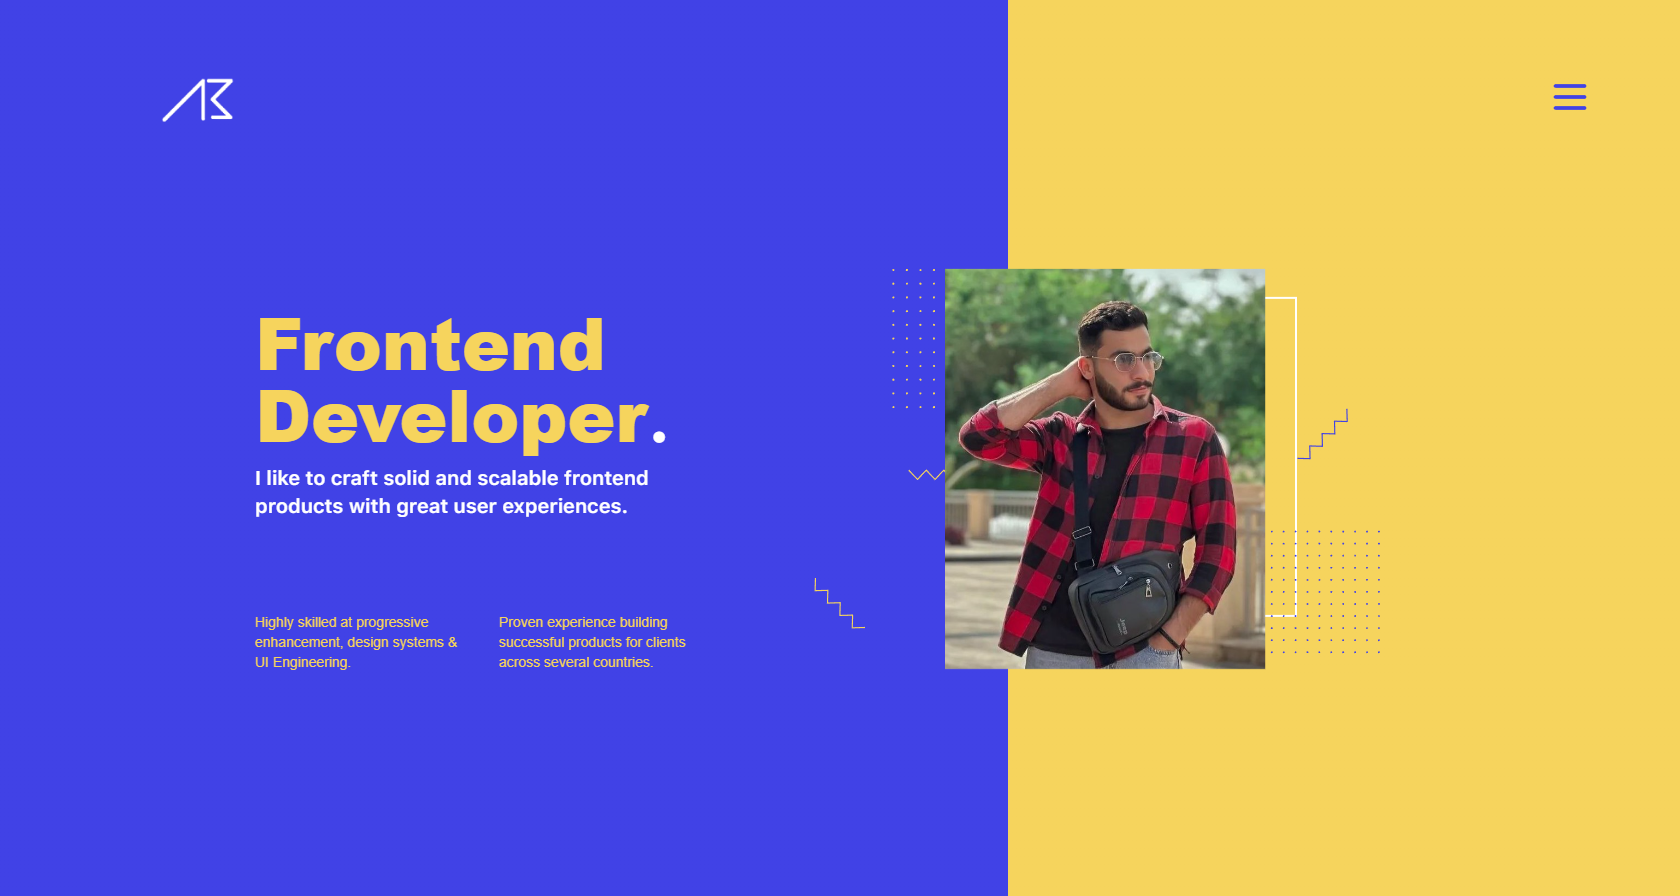 AB
Frontend
Developer.
I like to craft solid and scalable frontend
products with great user experiences.
Highly skilled at progressive
enhancement, design systems &
UI Engineering.
Proven experience building
successful products for clients
across several countries.